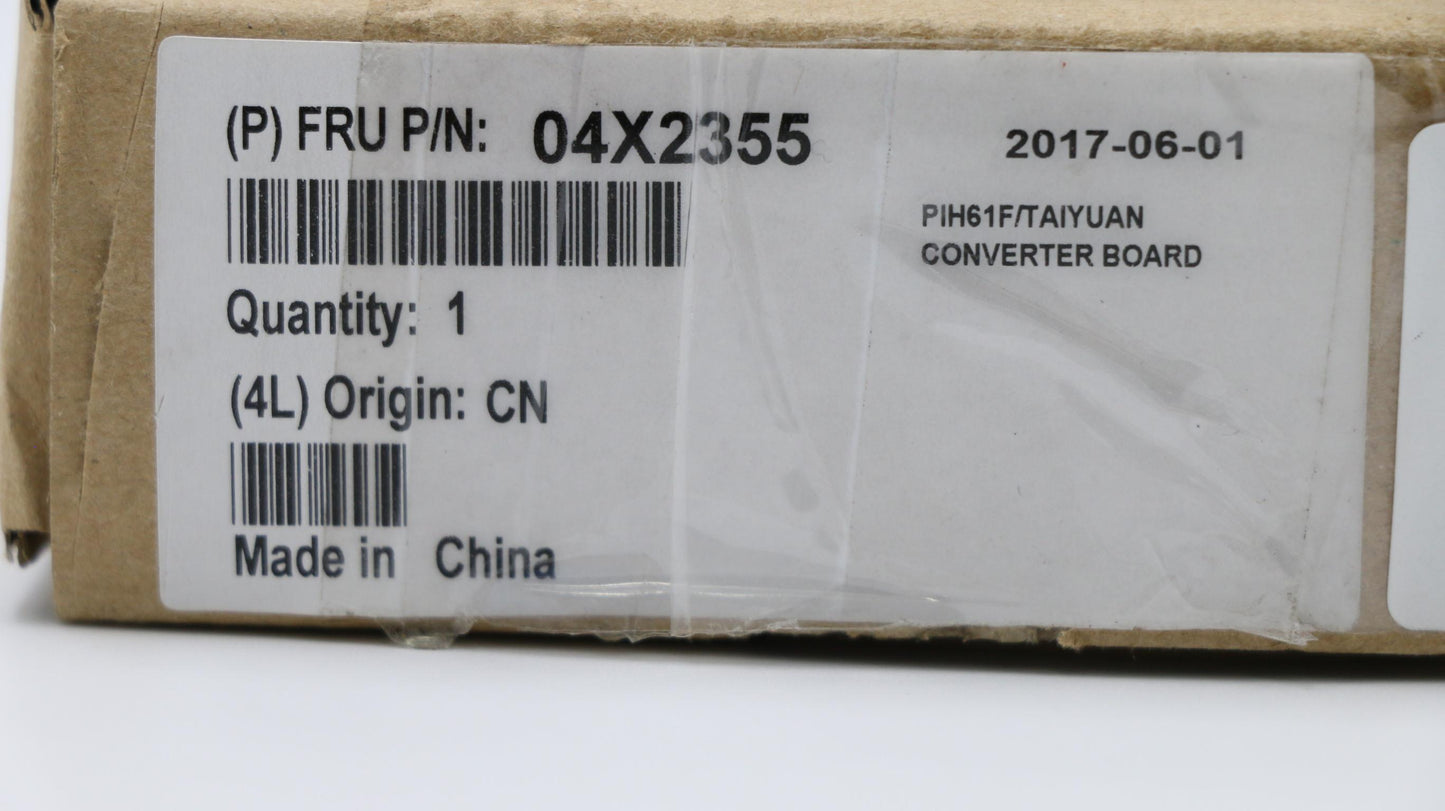 (P) FRU P/N: 04X2355
2017-06-01
PIH61F/TAIYUAN
CONVERTER BOARD
Quantity: 1
(4L) Origin: CN
Made in China